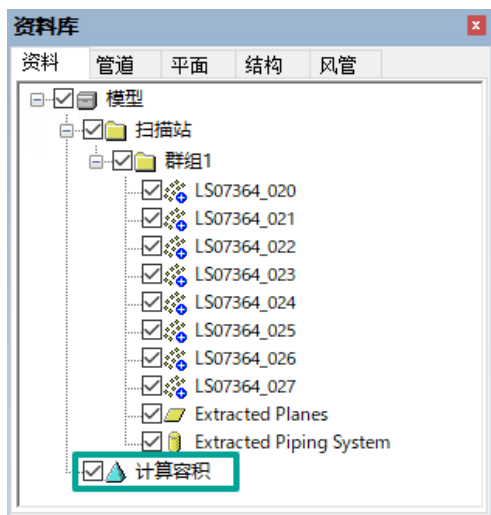 资料库
资料 管道 平面 结构 风管
模型
扫描站
群组1
LS07364_020
LS07364_021
LS07364_022
LS07364_023
LS07364_024
LS07364_025
LS07364_026
LS07364_027
Extracted Planes
Extracted Piping System
计算容积